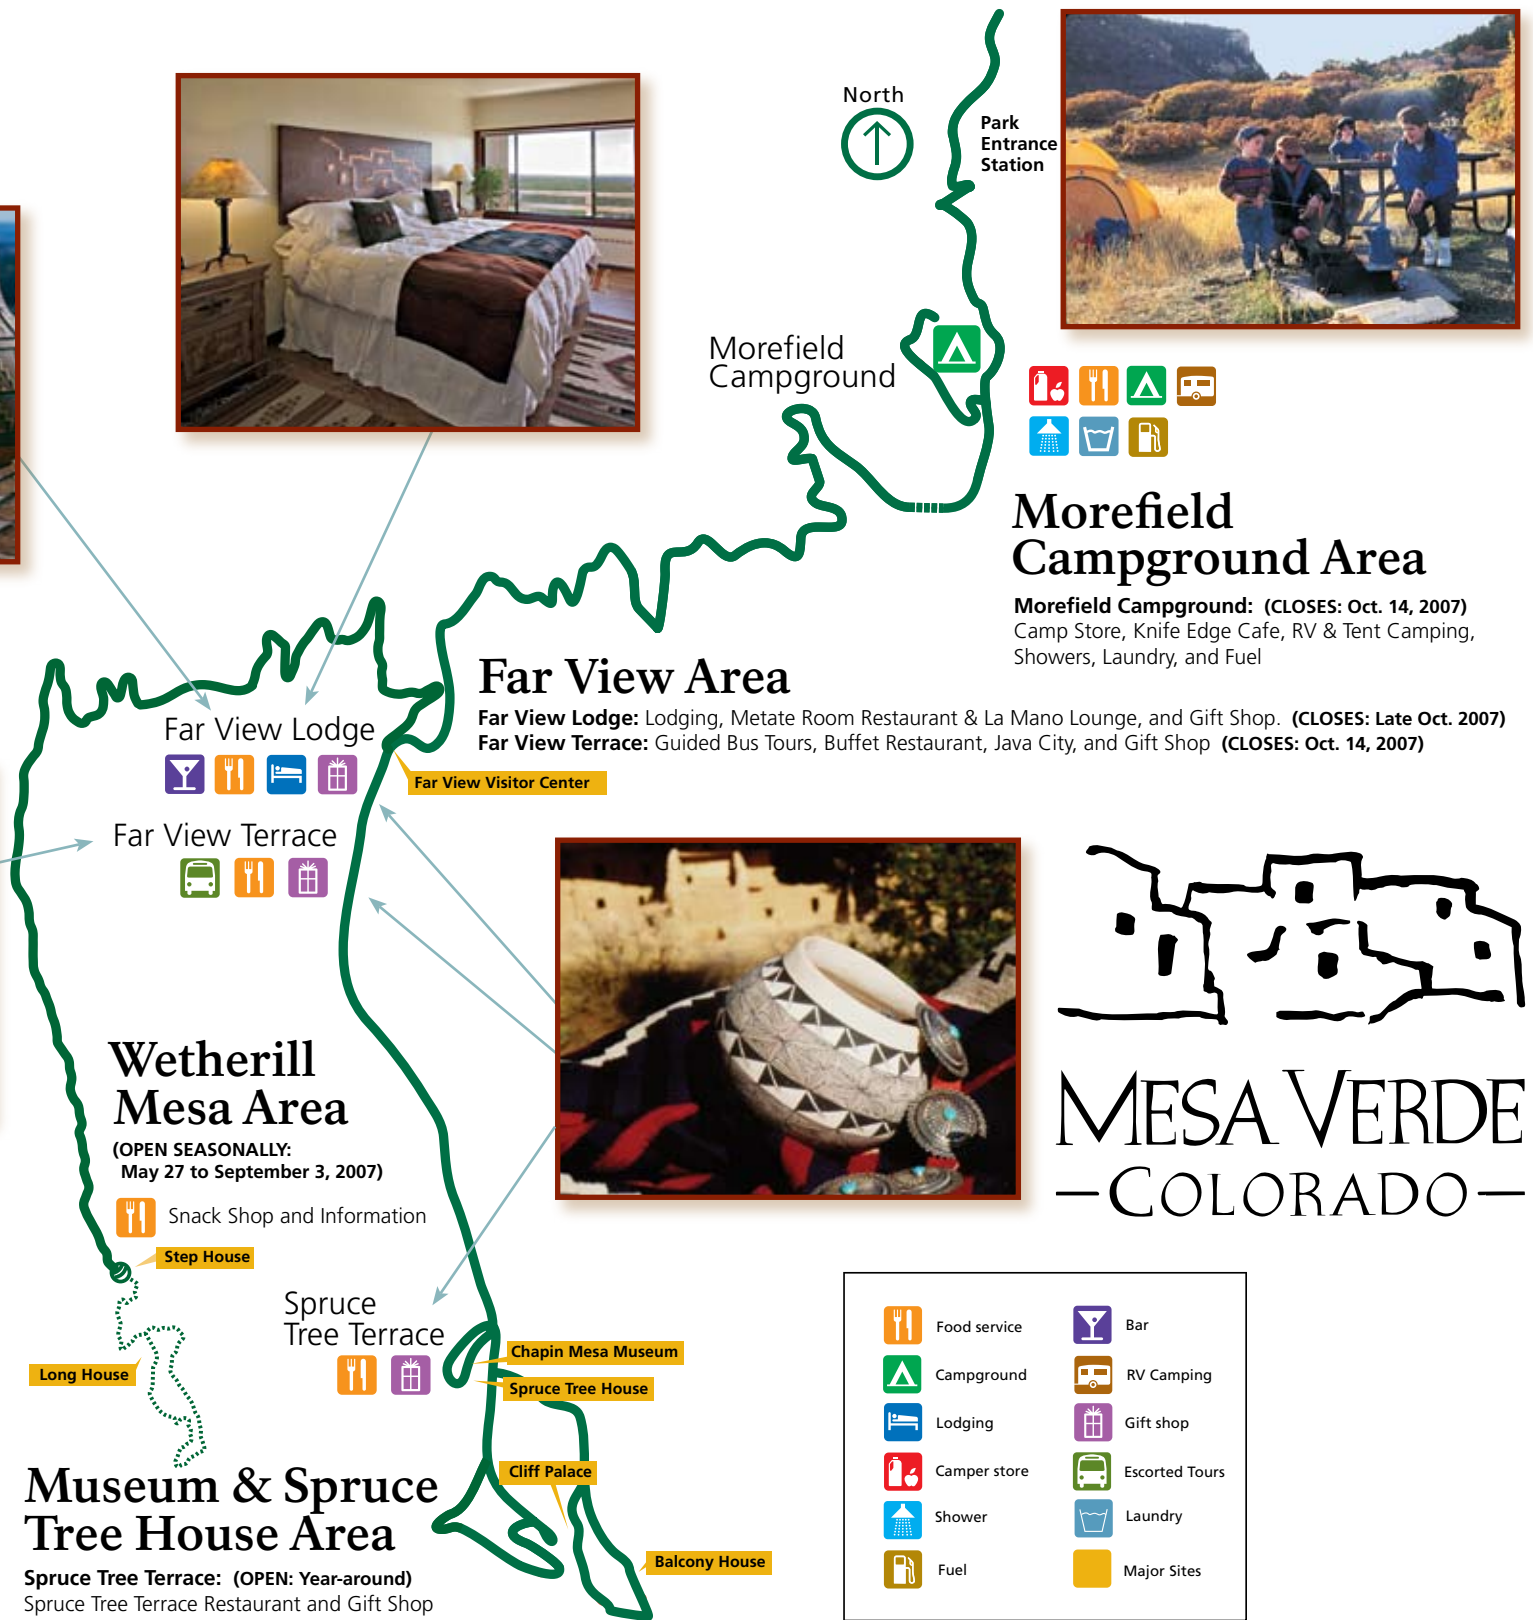 North
Park
Entrance
Station
Morefield
Campground
Morefield
Campground Area
Morefield Campground: (CLOSES: Oct. 14, 2007)
Camp Store, Knife Edge Cafe, RV & Tent Camping,
Showers, Laundry, and Fuel
Far View Area
Far View Lodge: Lodging, Metate Room Restaurant & La Mano Lounge, and Gift Shop. (CLOSES: Late Oct. 2007)
Far View Terrace: Guided Bus Tours, Buffet Restaurant, Java City, and Gift Shop (CLOSES: Oct. 14, 2007)
Far View Lodge
Far View Visitor Center
Far View Terrace
Wetherill
Mesa Area
(OPEN SEASONALLY:
May 27 to September 3, 2007)
Snack Shop and Information
Step House
Long House
Spruce
Tree Terrace
Chapin Mesa Museum
Spruce Tree House
Cliff Palace
Balcony House
Museum & Spruce
Tree House Area
Spruce Tree Terrace: (OPEN: Year-around)
Spruce Tree Terrace Restaurant and Gift Shop
MESA VERDE
COLORADO
Food service
Bar
Campground
RV Camping
Lodging
Gift shop
Camper store
Escorted Tours
Shower
Laundry
Fuel
Major Sites